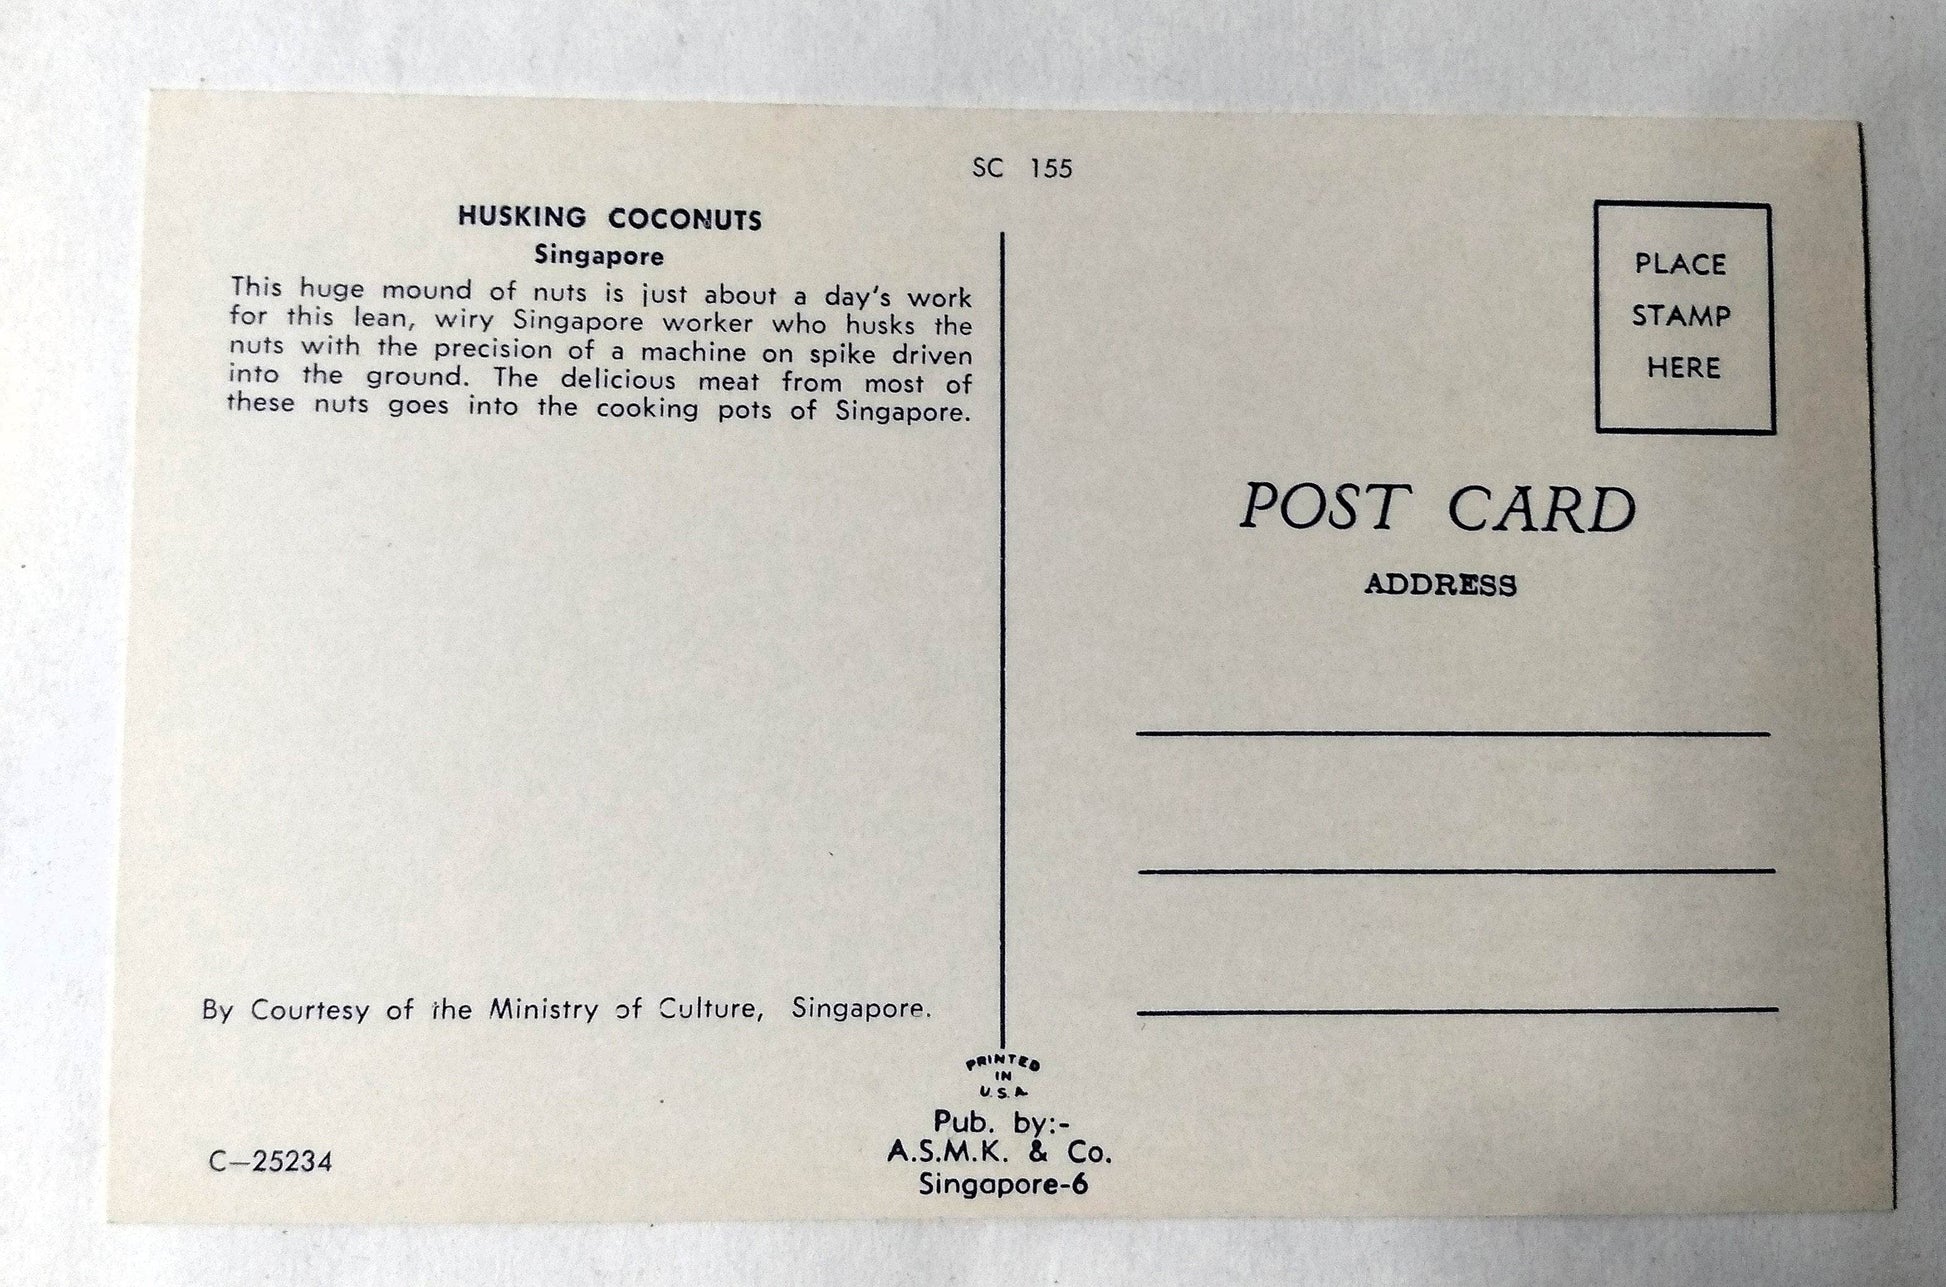 SC 155
HUSKING COCONUTS
Singapore
This huge mound of nuts is just about a day's work
for this lean, wiry Singapore worker who husks the
nuts with the precision of a machine on spike driven
into the ground. The delicious meat from most of
these nuts goes into the cooking pots of Singapore.
By Courtesy of the Ministry of Culture, Singapore.
C-25234
PRINTED
IN
U.S.A
Pub. by:-
A.S.M.K. & Co.
Singapore-6
PLACE
STAMP
HERE
POST CARD
ADDRESS